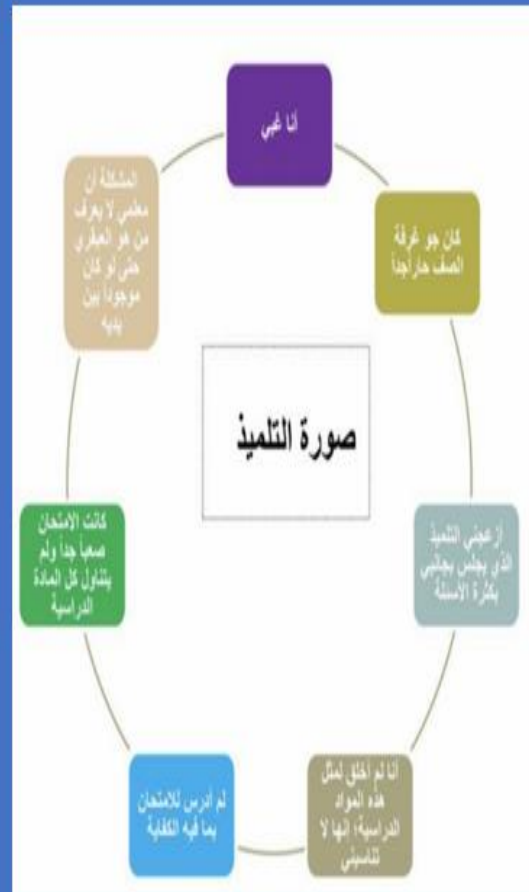 أنا غبي
كان جو غرفة
الصف حاراً جداً
أزعجني التلميذ
الذي يجلس بجانبي
بكثرة الأسئلة
أنا لم أخلق لمثل
هذه المواد
الدراسية؛ إنها لا
تناسبني
لم أدرس للامتحان
بما فيه الكفاية
كانت الامتحان
صعباً جداً ولم
يتناول كل المادة
الدراسية
المشكلة أن
معلمي لا يعرف
من هو العبقري
حتى لو كان
موجوداً بين
يديه
صورة التلميذ